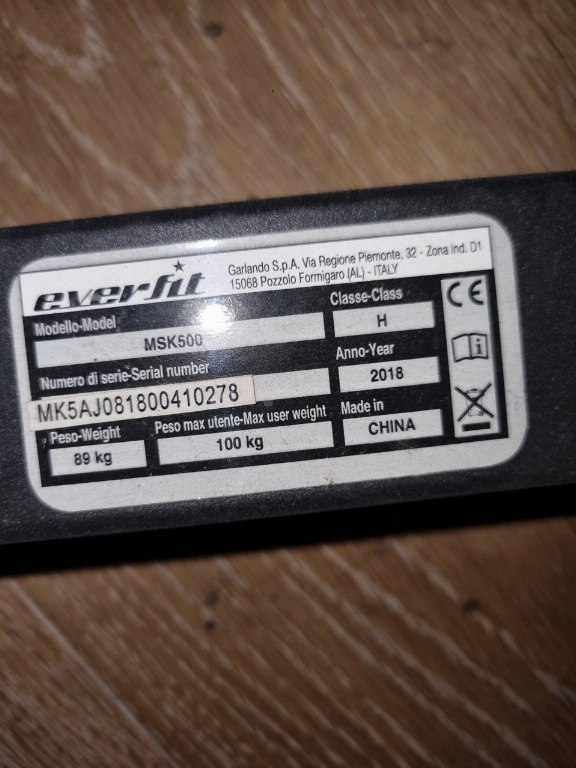 everfit
Garlando S.p.A, Via Regione Piemonte, 32 - Zona Ind. D1
15068 Pozzolo Formigaro (AL) - ITALY
Modello-Model
MSK500
Classe-Class
H
Numero di serie-Serial number
MK5AJ081800410278
Anno-Year
2018
Peso-Weight
89 kg
Peso max utente-Max user weight
100 kg
Made in
CHINA
CE
i